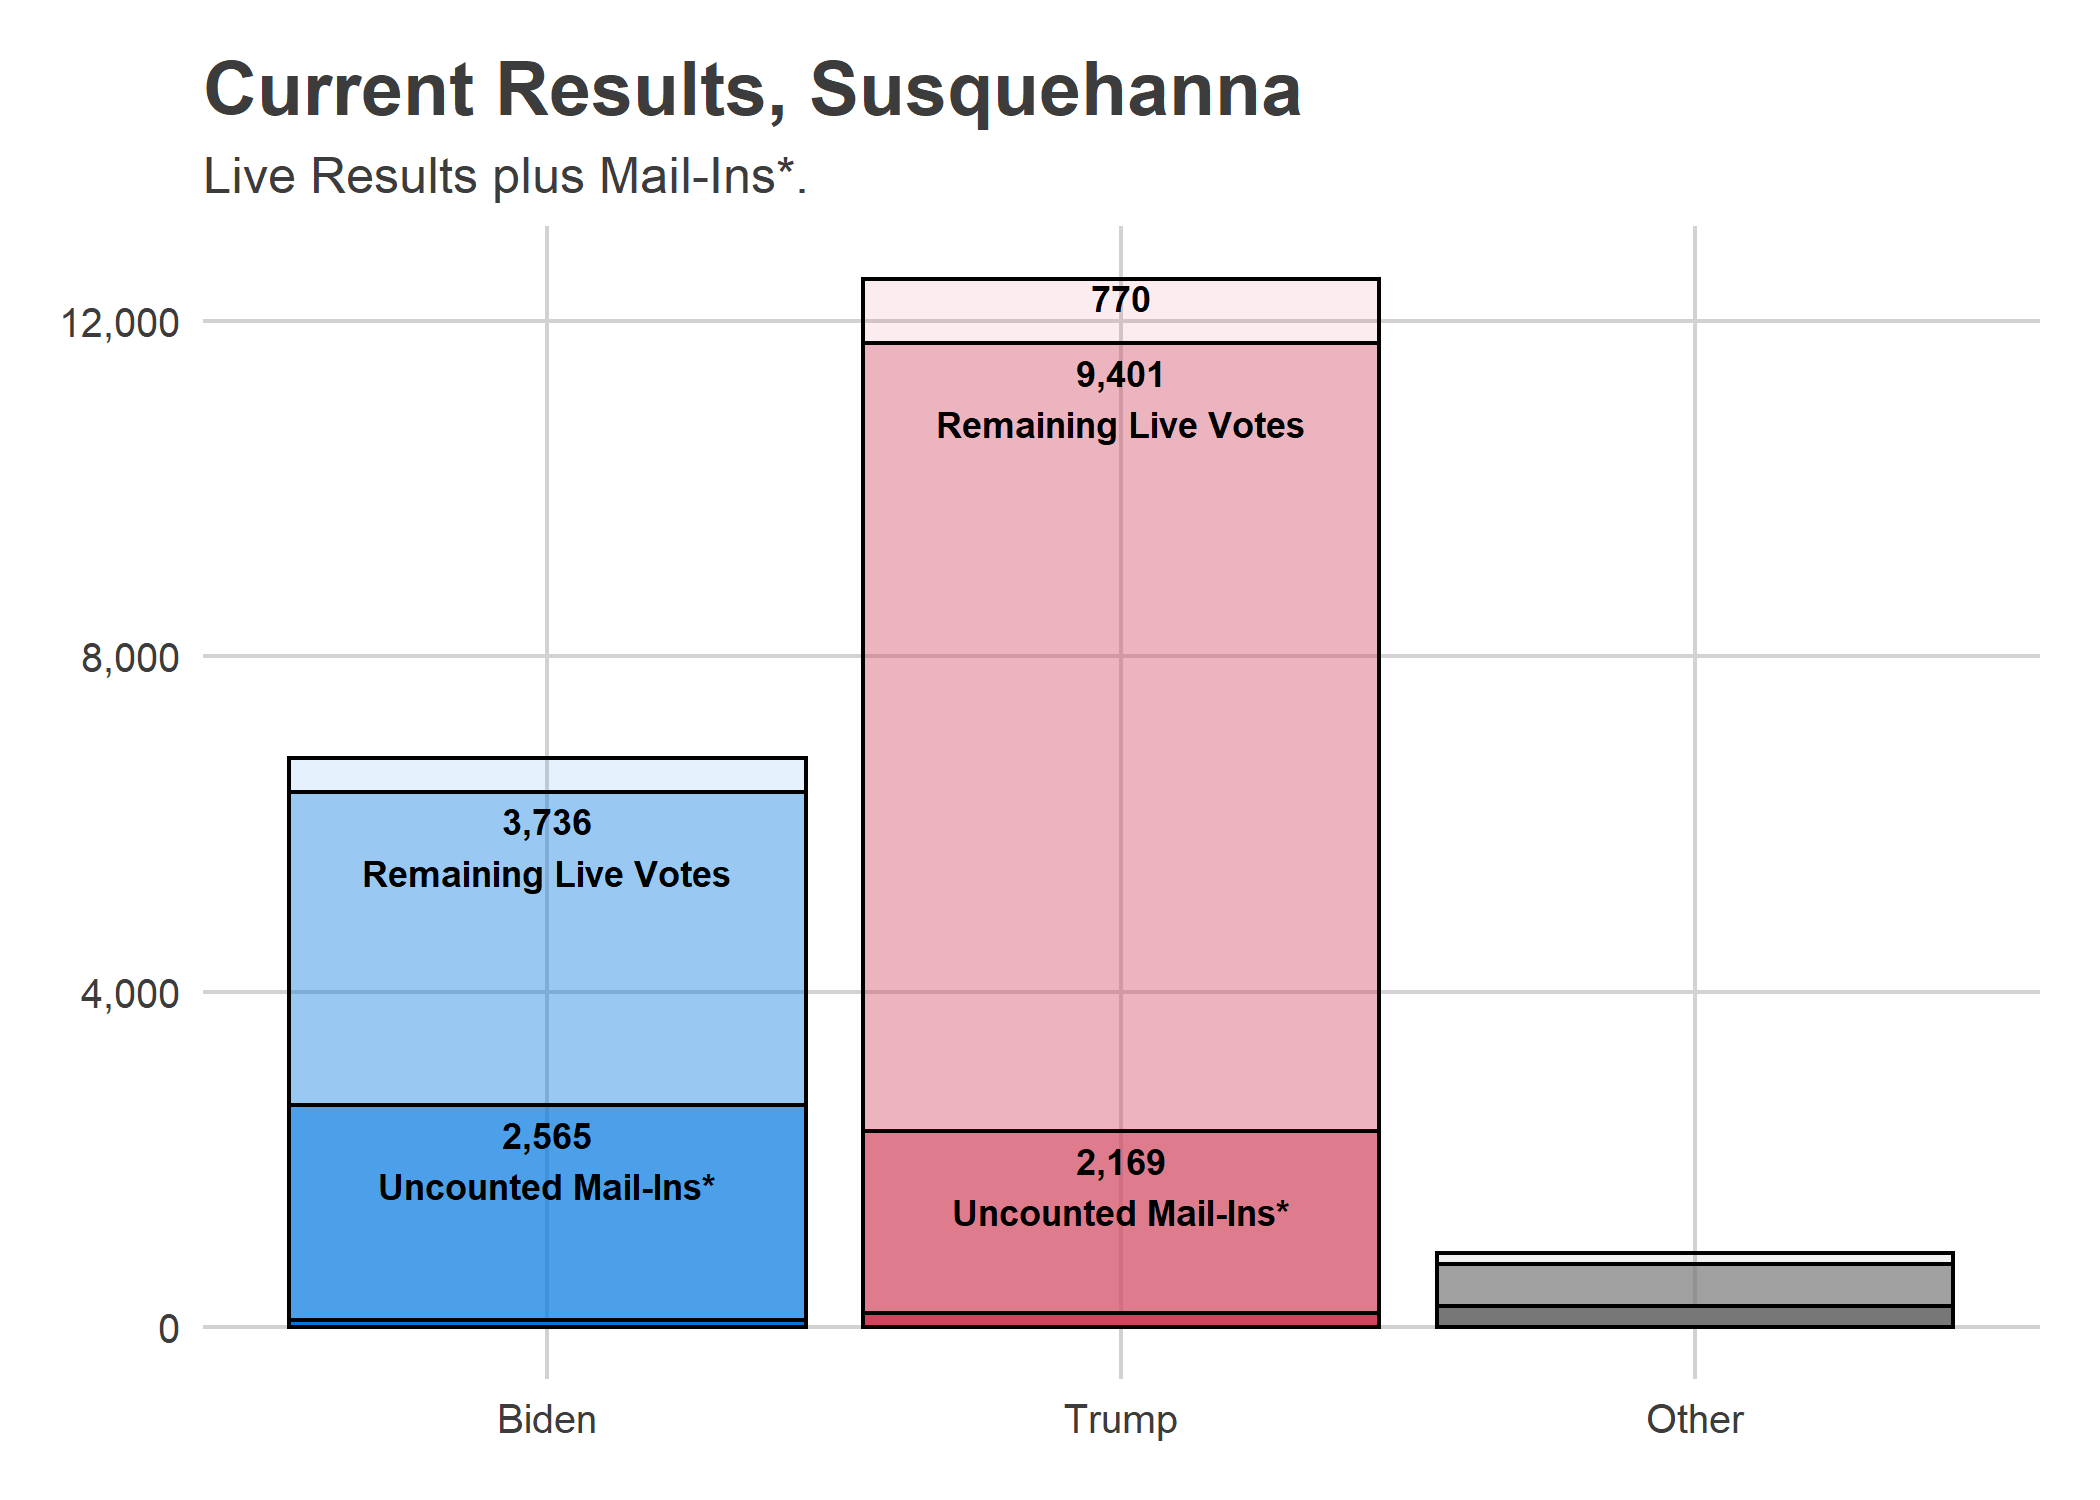 Current Results, Susquehanna
Live Results plus Mail-Ins*.
12,000
8,000
4,000
0
770
9,401
Remaining Live Votes
3,736
Remaining Live Votes
2,565
Uncounted Mail-Ins*
2,169
Uncounted Mail-Ins*
Biden
Trump
Other